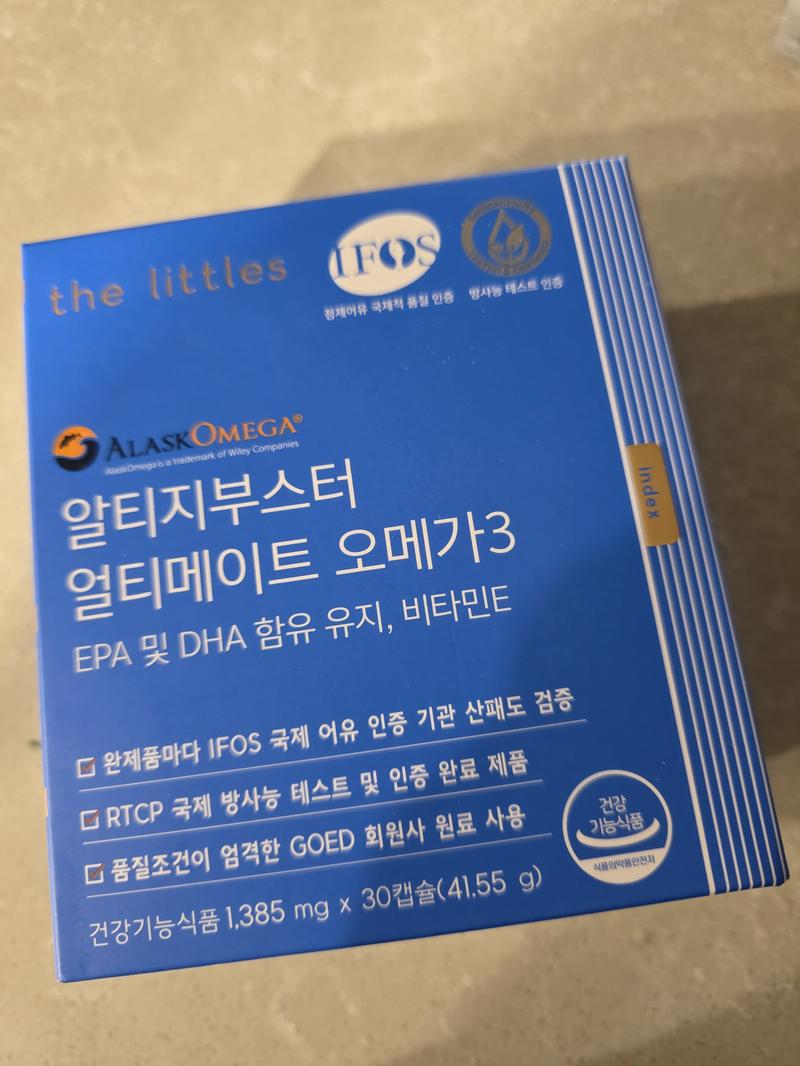 the littles
IFOS
정제어유 국제적 품질 인증
RADIOACTIVITY
TESTED & CERTIFIED
방사능 테스트 인증
ALASKOMEGA®
AlaskOmega is a trademark of Wiley Companies
알티지부스터
얼티메이트 오메가3
EPA 및 DHA 함유 유지, 비타민E
index
완제품마다 IFOS 국제 어유 인증 기관 산패도 검증
RTCP 국제 방사능 테스트 및 인증 완료 제품
품질조건이 엄격한 GOED 회원사 원료 사용
건강기능식품 1,385 mg x 30캡슐(41.55 g)
건강
기능식품
식품의약품안전처